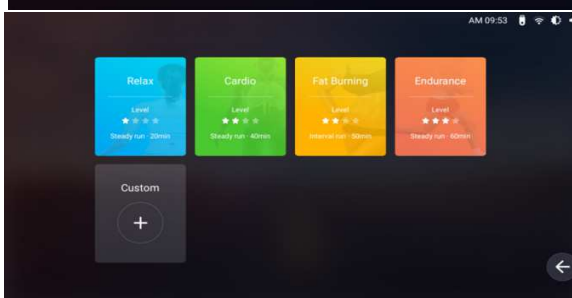 AM 09:53
Relax
Level
Steady run · 20min
Cardio
Level
Steady run · 40min
Fat Burning
Level
Interval run · 50min
Endurance
Level
Steady run · 60min
Custom
+